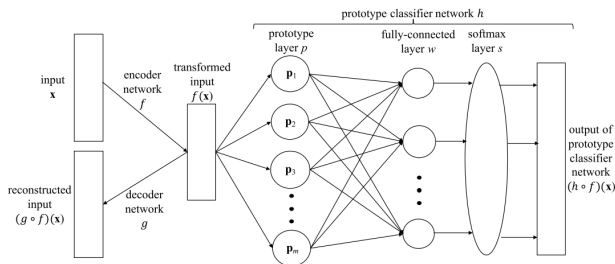 prototype classifier network h
prototype
layer p
fully-connected
layer w
softmax
layer s
input
x
encoder
network
f
transformed
input
f(x)
p1
p2
p3
pm
reconstructed
input
(g ∘ f)(x)
decoder
network
g
output of
prototype
classifier
network
(h ∘ f)(x)